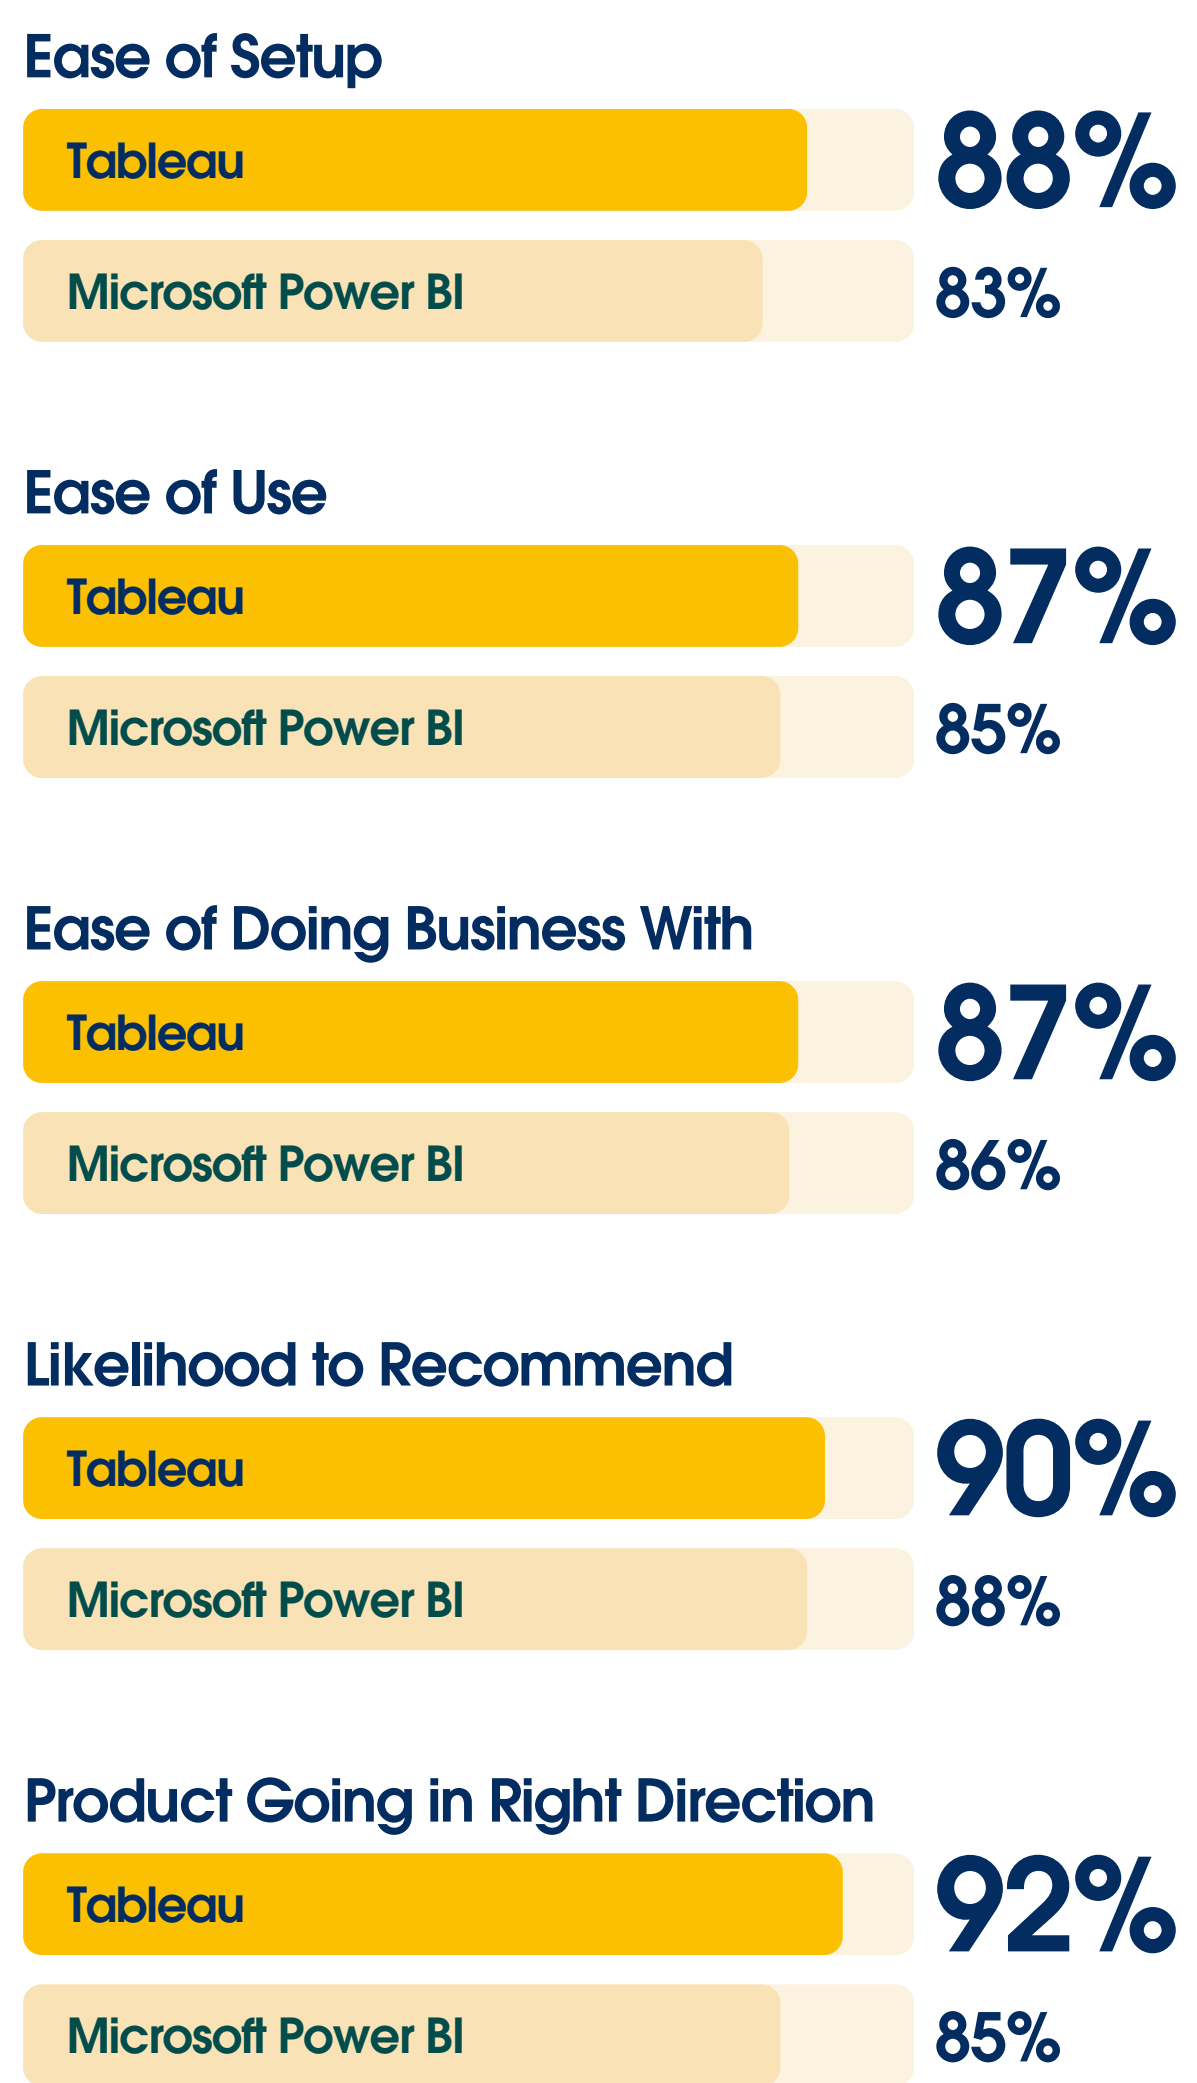 Ease of Setup
Tableau 88%
Microsoft Power BI 83%
Ease of Use
Tableau 87%
Microsoft Power BI 85%
Ease of Doing Business With
Tableau 87%
Microsoft Power BI 86%
Likelihood to Recommend
Tableau 90%
Microsoft Power BI 88%
Product Going in Right Direction
Tableau 92%
Microsoft Power BI 85%